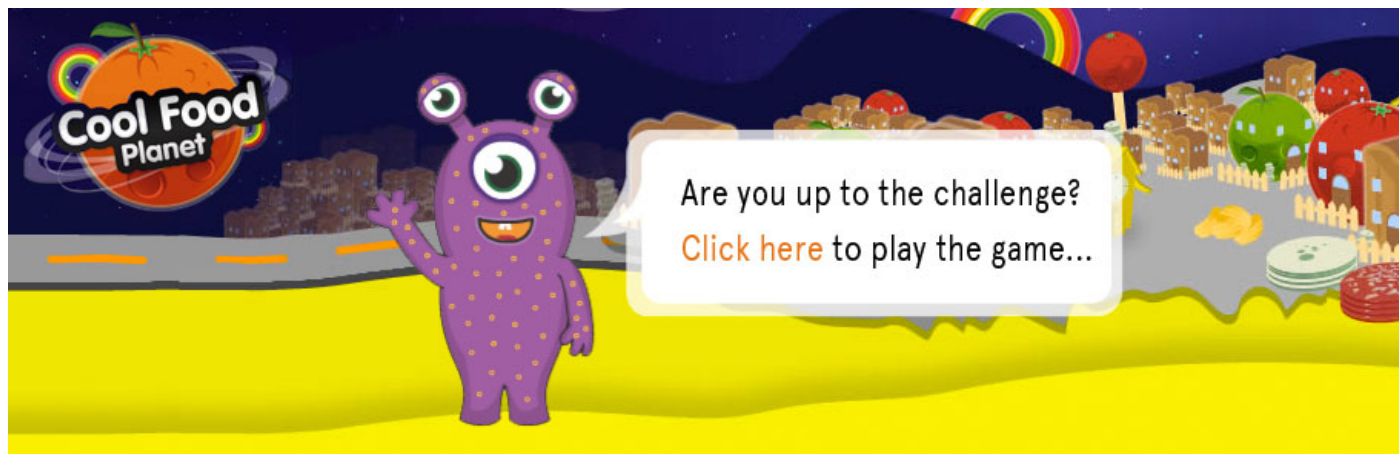 Cool Food
Planet
Are you up to the challenge?
Click here to play the game...